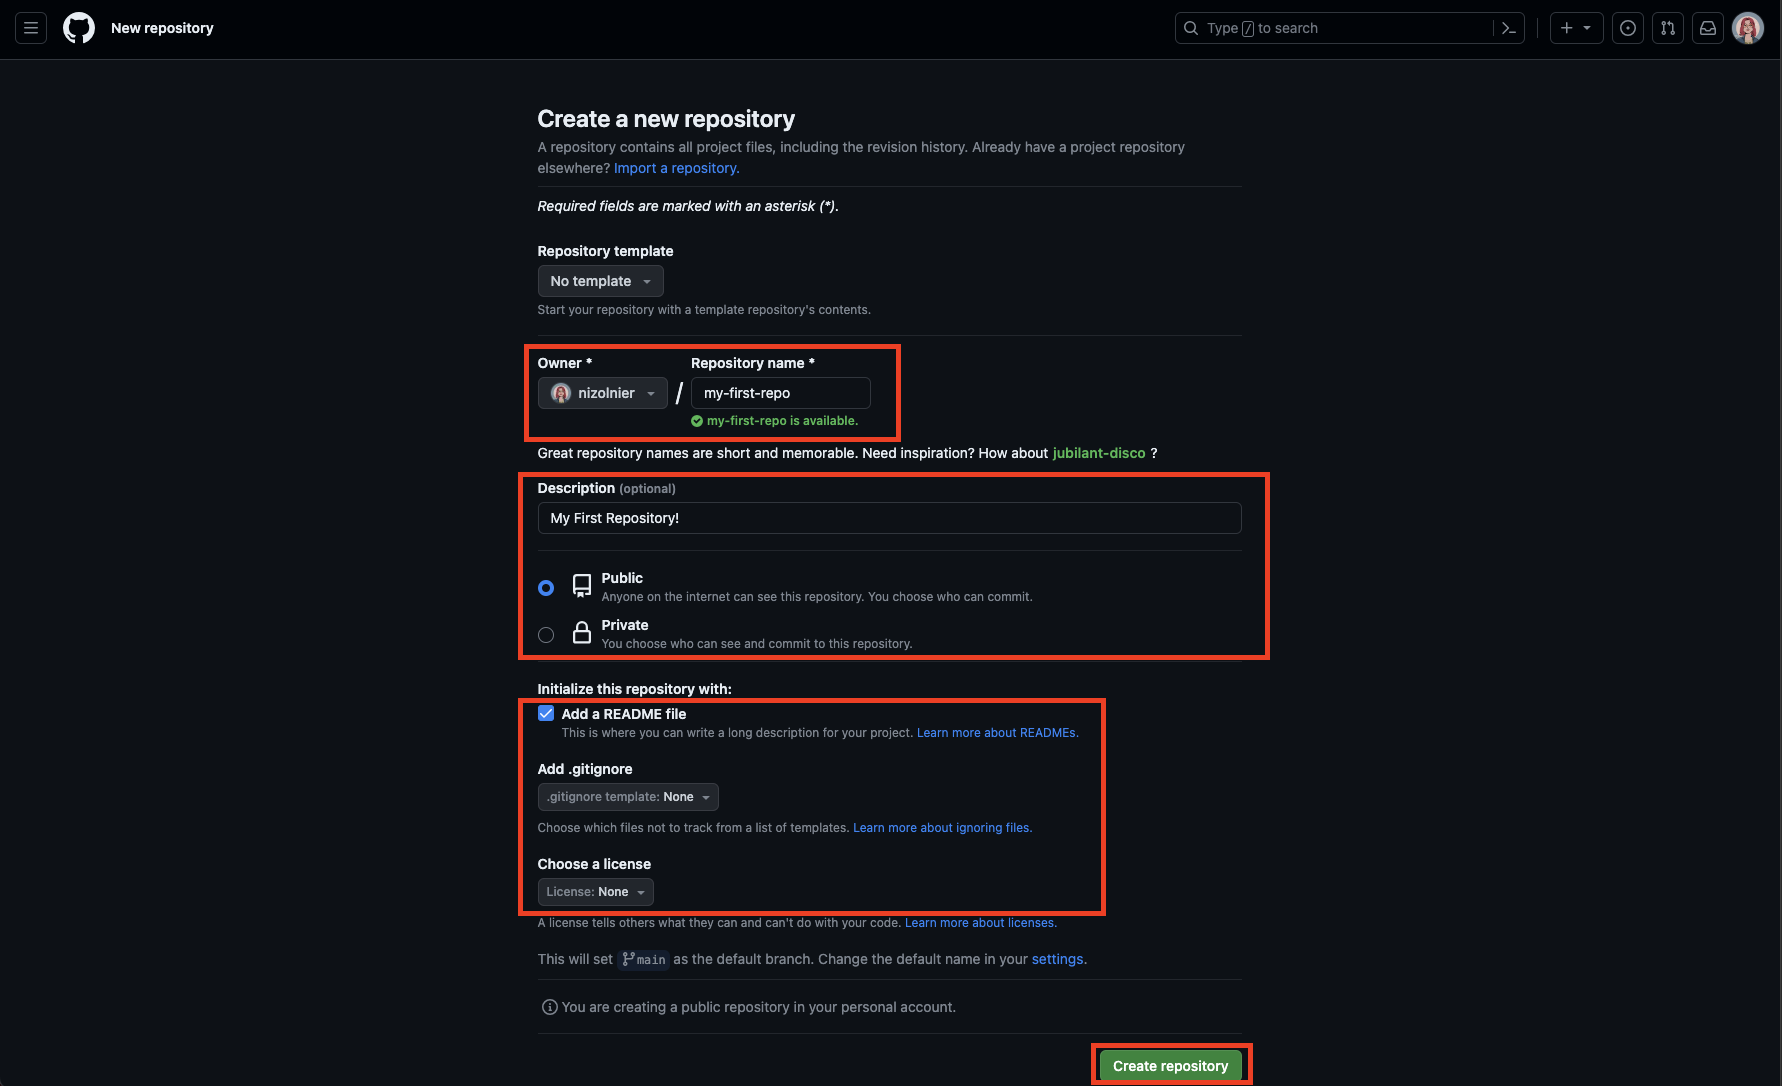 New repository
Type / to search
Create a new repository
A repository contains all project files, including the revision history. Already have a project repository
elsewhere? Import a repository.
Required fields are marked with an asterisk (*).
Repository template
No template
Start your repository with a template repository's contents.
Owner * Repository name *
nizolnier / my-first-repo
my-first-repo is available.
Great repository names are short and memorable. Need inspiration? How about jubilant-disco ?
Description (optional)
My First Repository!
Public
Anyone on the internet can see this repository. You choose who can commit.
Private
You choose who can see and commit to this repository.
Initialize this repository with:
Add a README file
This is where you can write a long description for your project. Learn more about READMEs.
Add .gitignore
.gitignore template: None
Choose which files not to track from a list of templates. Learn more about ignoring files.
Choose a license
License: None
A license tells others what they can and can't do with your code. Learn more about licenses.
This will set main as the default branch. Change the default name in your settings.
You are creating a public repository in your personal account.
Create repository